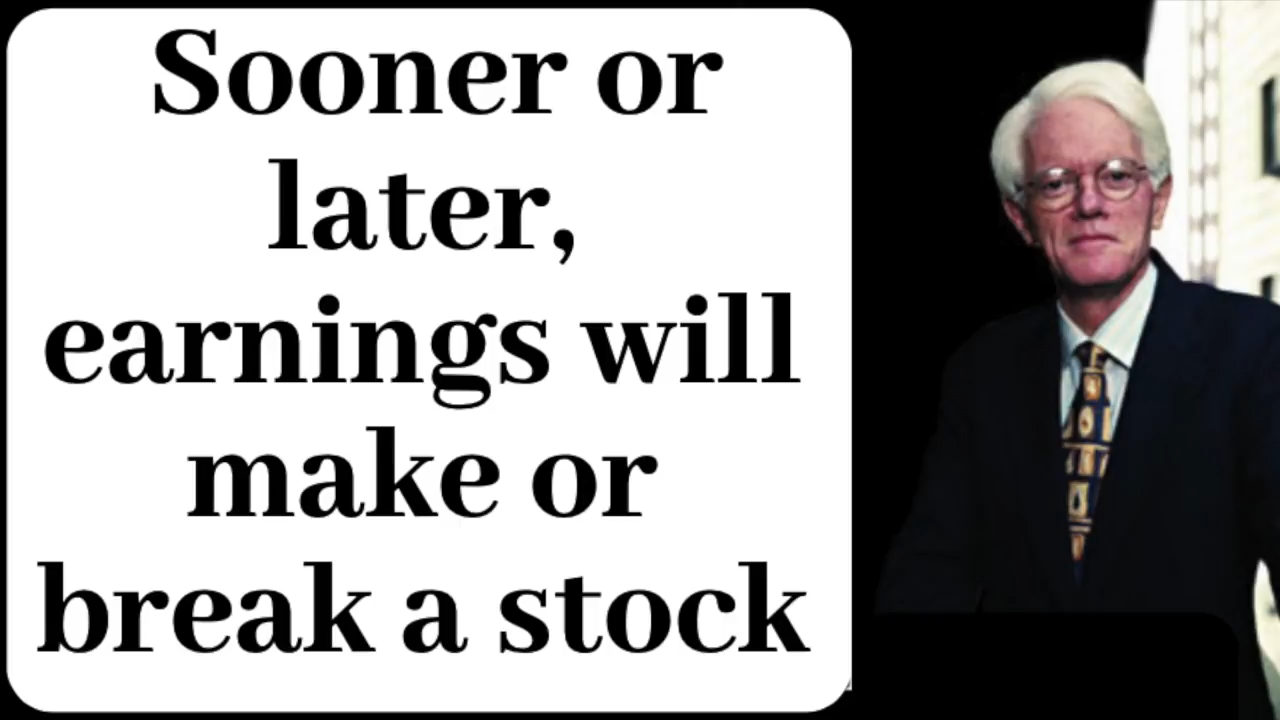 Sooner or
later,
earnings will
make or
break a stock